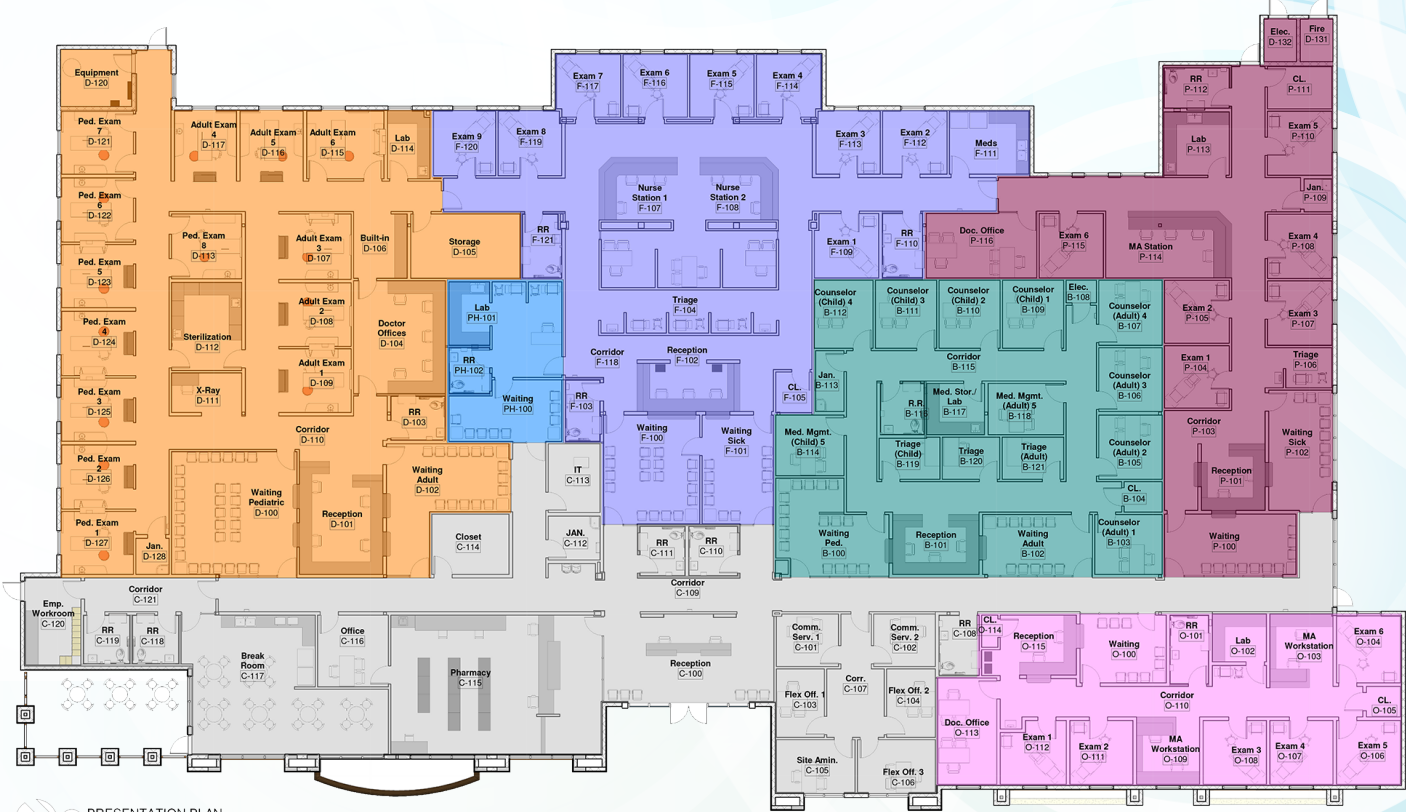 Elec.
D-132
Fire
D-131
Equipment
D-120
Exam 7
F-117
Exam 6
F-116
Exam 5
F-115
Exam 4
F-114
RR
P-112
CL.
P-111
Ped. Exam
7
D-121
Adult Exam
4
D-117
Adult Exam
5
D-116
Adult Exam
6
D-115
Lab
D-114
Exam 9
F-120
Exam 8
F-119
Exam 3
F-113
Exam 2
F-112
Meds
F-111
Lab
P-113
Exam 5
P-110
Ped. Exam
6
D-122
Nurse
Station 1
F-107
Nurse
Station 2
F-108
Jan.
P-109
Ped. Exam
8
D-113
Adult Exam
3
D-107
Built-in
D-106
Storage
D-105
RR
F-121
Exam 1
F-109
RR
F-110
Doc. Office
P-116
Exam 6
P-115
MA Station
P-114
Exam 4
P-108
Ped. Exam
5
D-123
Adult Exam
2
D-108
Doctor
Offices
D-104
Lab
PH-101
Triage
F-104
Counselor
(Child) 4
B-112
Counselor
(Child) 3
B-111
Counselor
(Child) 2
B-110
Counselor
(Child) 1
B-109
Elec.
B-108
Counselor
(Adult) 4
B-107
Exam 2
P-105
Exam 3
P-107
Ped. Exam
4
D-124
Sterilization
D-112
Adult Exam
1
D-109
RR
PH-102
Corridor
F-118
Reception
F-102
Corridor
B-115
Exam 1
P-104
Triage
P-106
Ped. Exam
3
D-125
X-Ray
D-111
RR
D-103
Waiting
PH-100
RR
F-103
CL.
F-105
Jan.
B-113
R.R.
B-116
Med. Stor./
Lab
B-117
Med. Mgmt.
(Adult) 5
B-118
Counselor
(Adult) 3
B-106
Corridor
D-110
Waiting
F-100
Waiting
Sick
F-101
Med. Mgmt.
(Child) 5
B-114
Triage
(Child)
B-119
Triage
B-120
Triage
(Adult)
B-121
Counselor
(Adult) 2
B-105
Corridor
P-103
Waiting
Sick
P-102
Ped. Exam
2
D-126
Waiting
Pediatric
D-100
Reception
D-101
Waiting
Adult
D-102
IT
C-113
CL.
B-104
Reception
P-101
Ped. Exam
1
D-127
Jan.
D-128
Closet
C-114
JAN.
C-112
RR
C-111
RR
C-110
Waiting
Ped.
B-100
Reception
B-101
Waiting
Adult
B-102
Counselor
(Adult) 1
B-103
Waiting
P-100
Corridor
C-121
Corridor
C-109
Emp.
Workroom
C-120
RR
C-119
RR
C-118
Office
C-116
Break
Room
C-117
Pharmacy
C-115
Reception
C-100
Comm.
Serv. 1
C-101
Comm.
Serv. 2
C-102
RR
C-108
CL.
O-114
Reception
O-115
Waiting
O-100
RR
O-101
Lab
O-102
MA
Workstation
O-103
Exam 6
O-104
Flex Off. 1
C-103
Corr.
C-107
Flex Off. 2
C-104
Corridor
O-110
CL.
O-105
Doc. Office
O-113
Exam 1
O-112
Exam 2
O-111
MA
Workstation
O-109
Exam 3
O-108
Exam 4
O-107
Exam 5
O-106
Site Amin.
C-105
Flex Off. 3
C-106
PRESENTATION PLAN